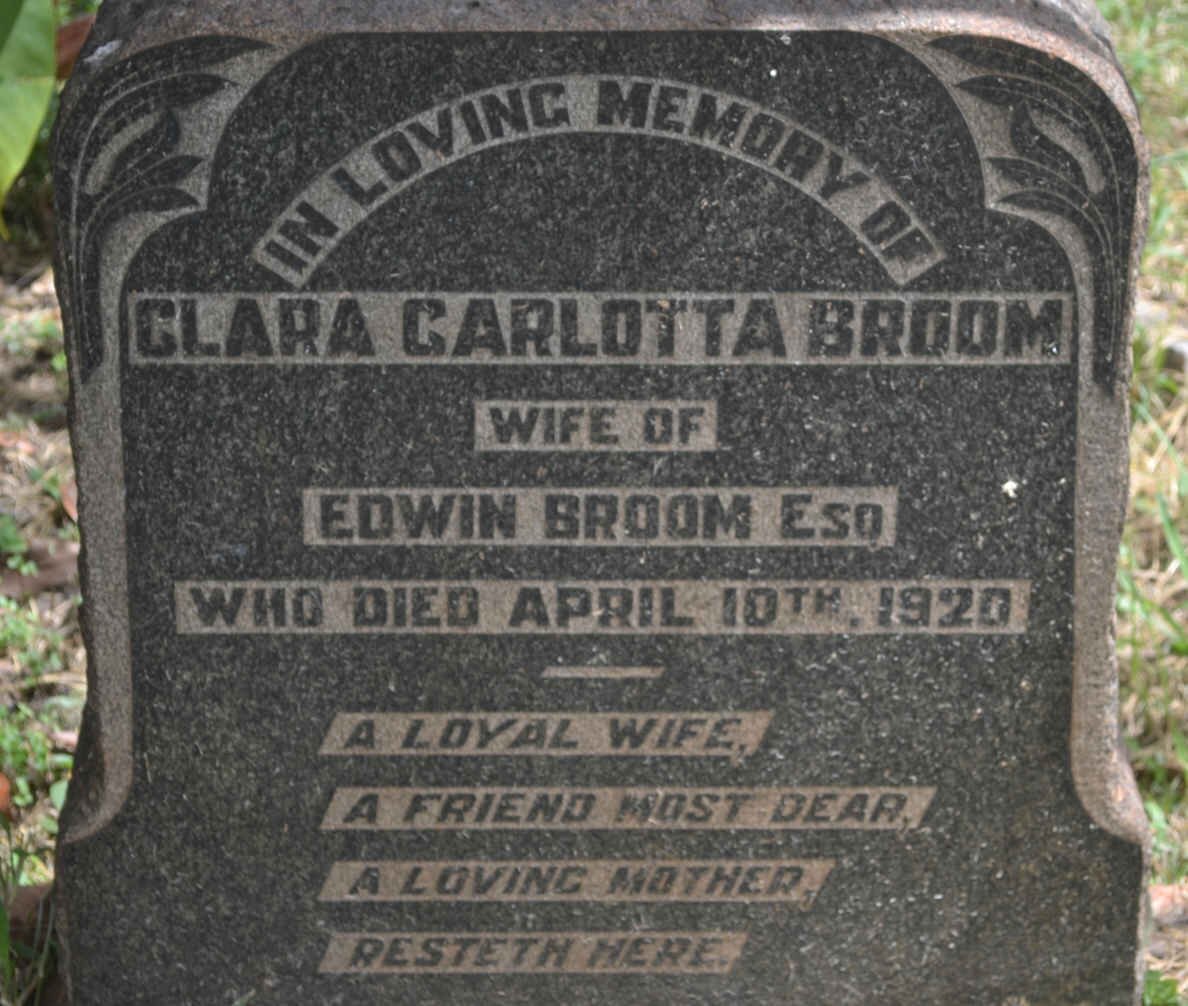 IN LOVING MEMORY OF
CLARA CARLOTTA BROOM
WIFE OF
EDWIN BROOM ESQ
WHO DIED APRIL 10TH, 1920
A LOYAL WIFE,
A FRIEND MOST DEAR,
A LOVING MOTHER,
RESTETH HERE.